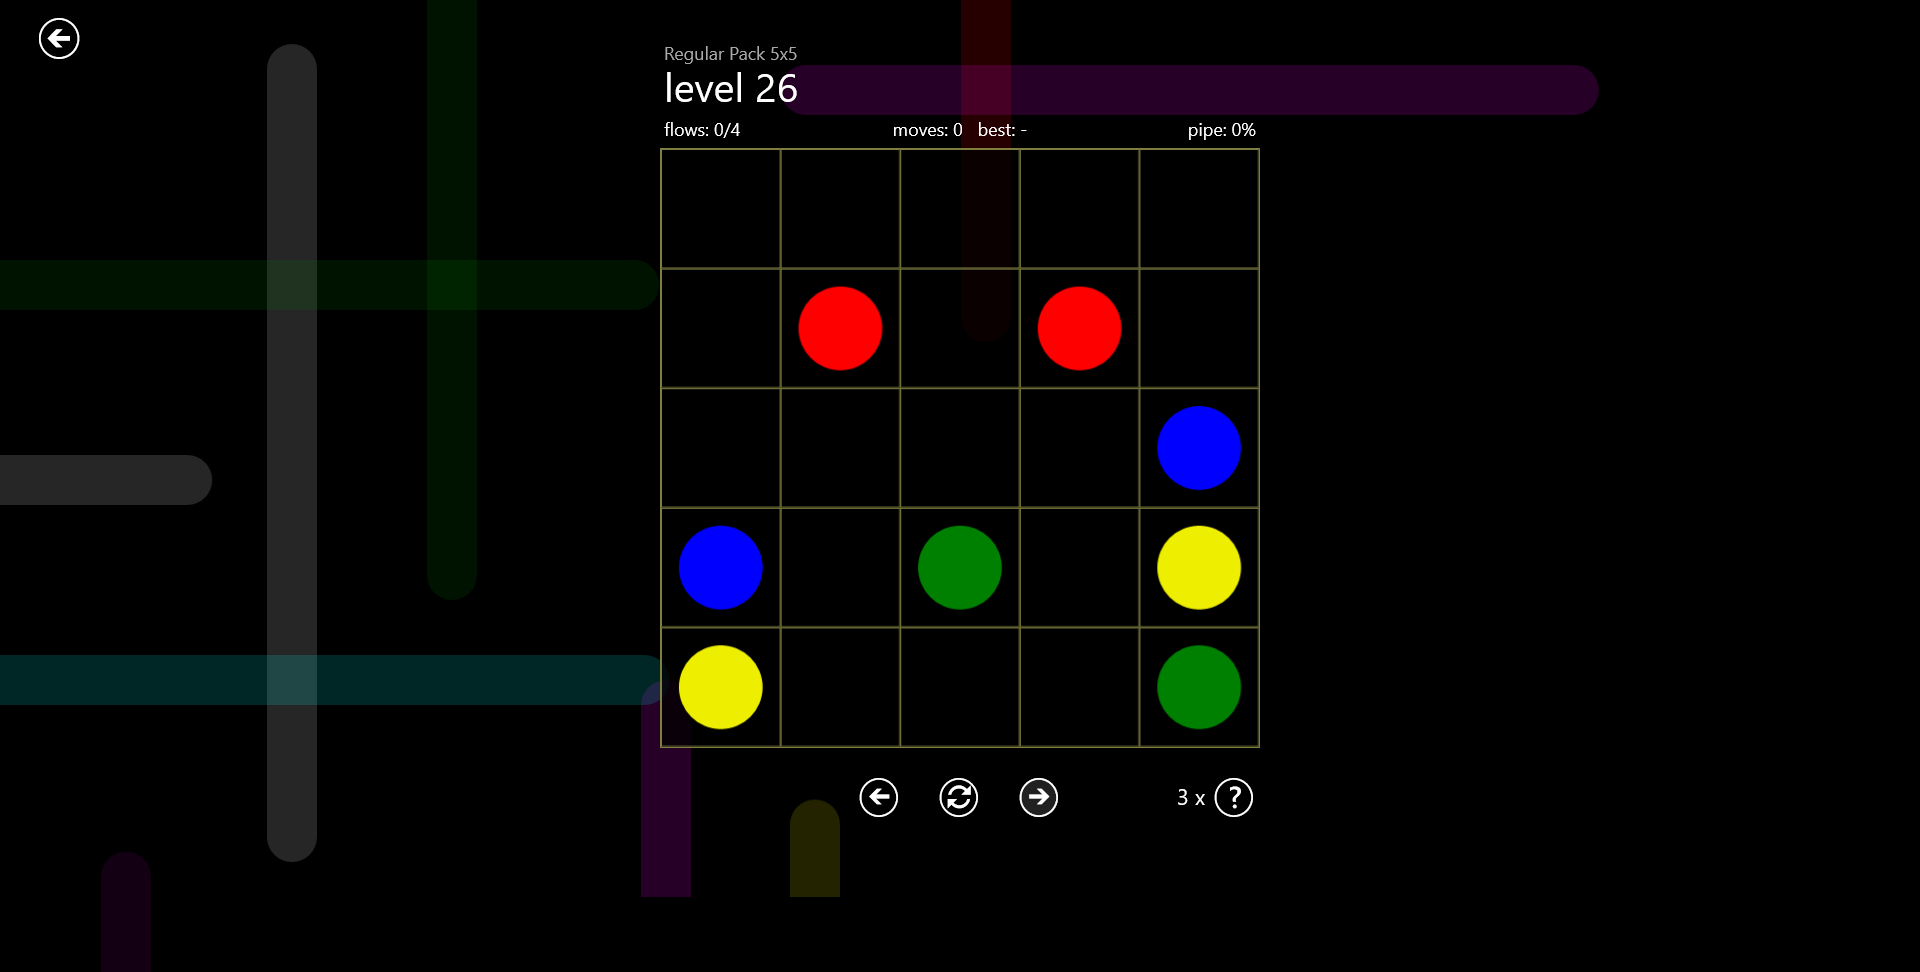 Regular Pack 5x5
level 26
flows: 0/4 moves: 0 best: - pipe: 0%
3 x ?